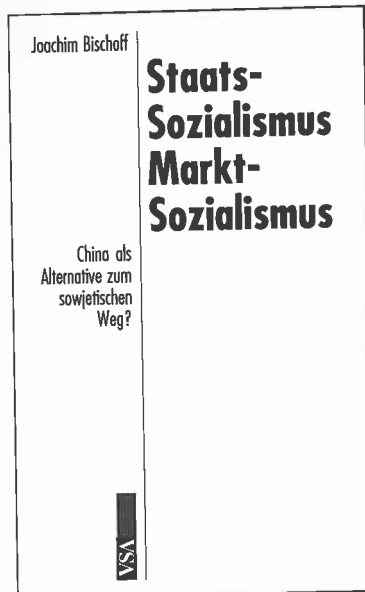 Joachim Bischoff
Staats-
Sozialismus
Markt-
Sozialismus
China als
Alternative zum
sowjetischen
Weg?
VSA